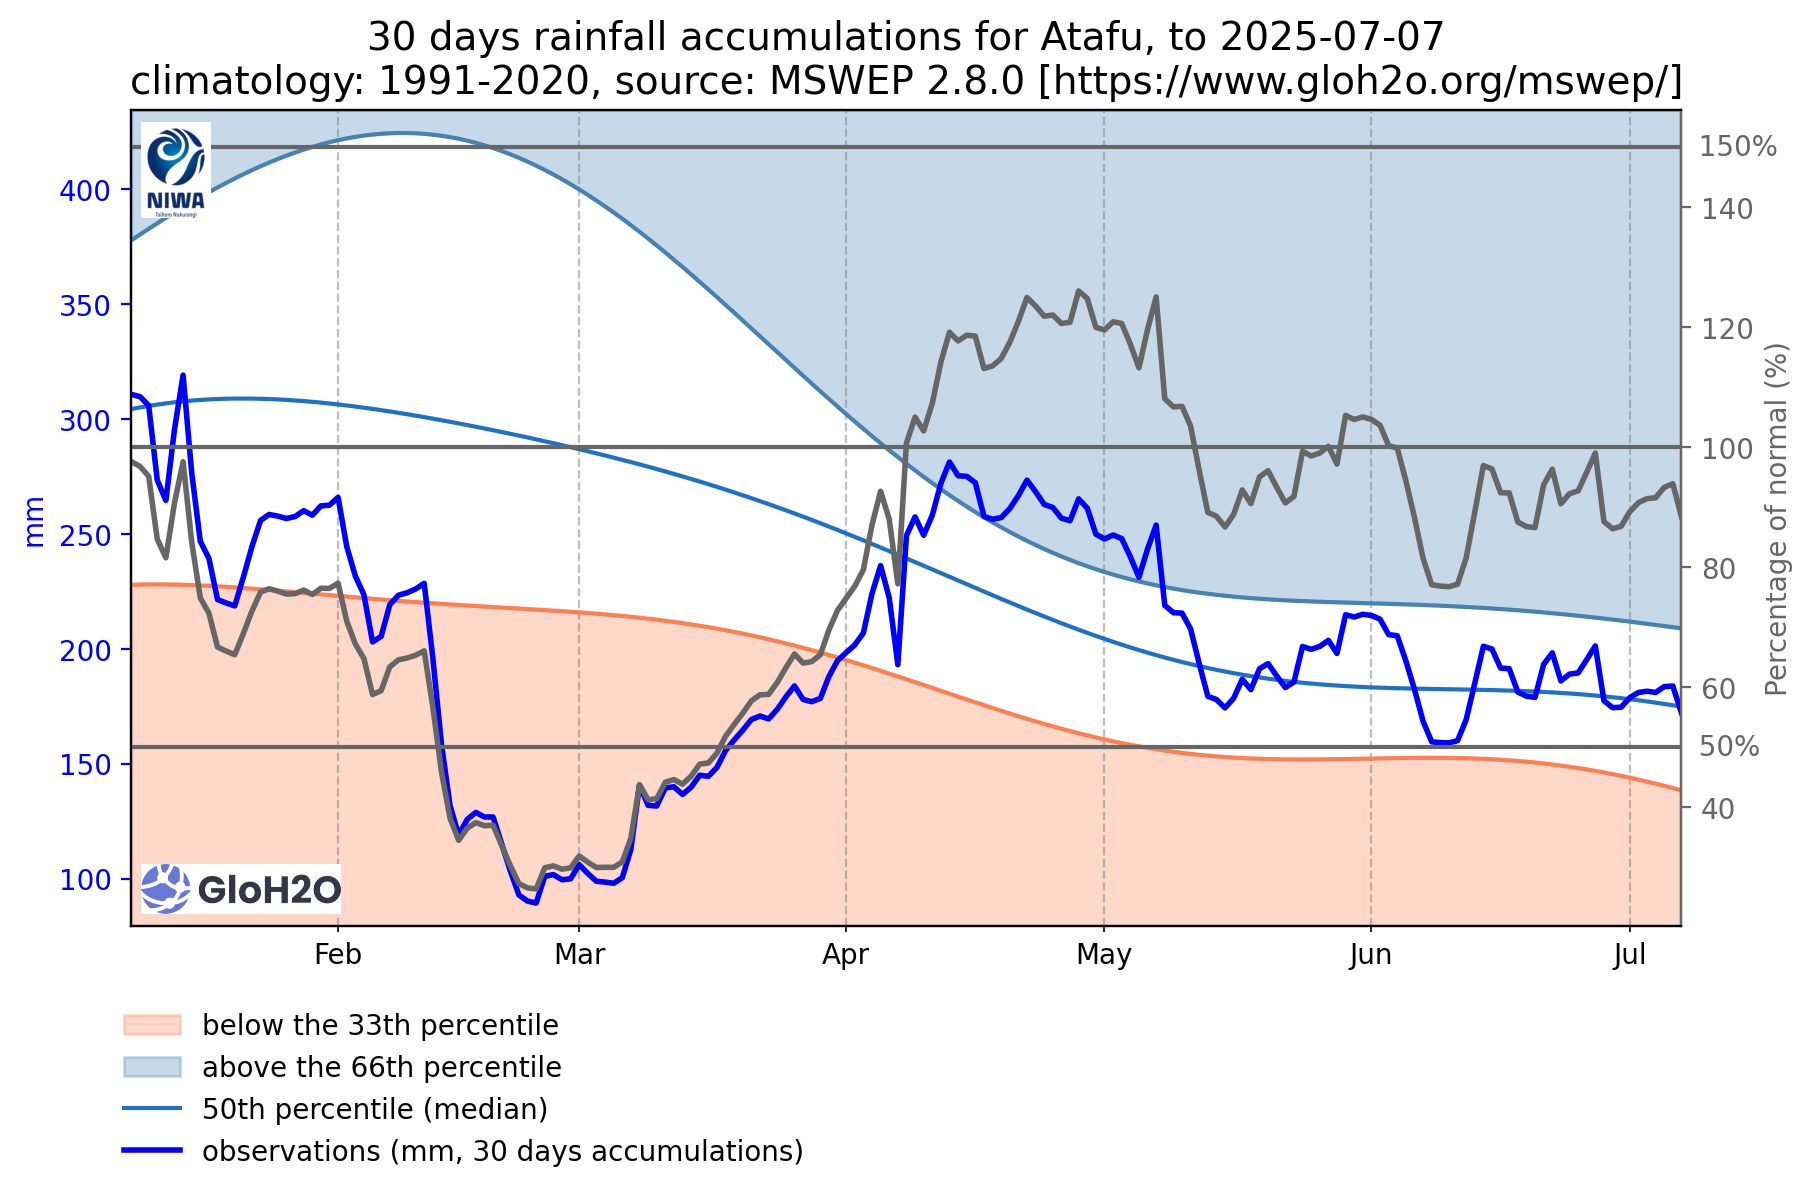 30 days rainfall accumulations for Atafu, to 2025-07-07
climatology: 1991-2020, source: MSWEP 2.8.0 [https://www.gloh2o.org/mswep/]
NIWA
Taihoro Nukurangi
400
350
300
250
200
150
100
mm
150%
140
120
100
80
60
50%
40
Percentage of normal (%)
GloH2O
Feb
Mar
Apr
May
Jun
Jul
below the 33th percentile
above the 66th percentile
50th percentile (median)
observations (mm, 30 days accumulations)